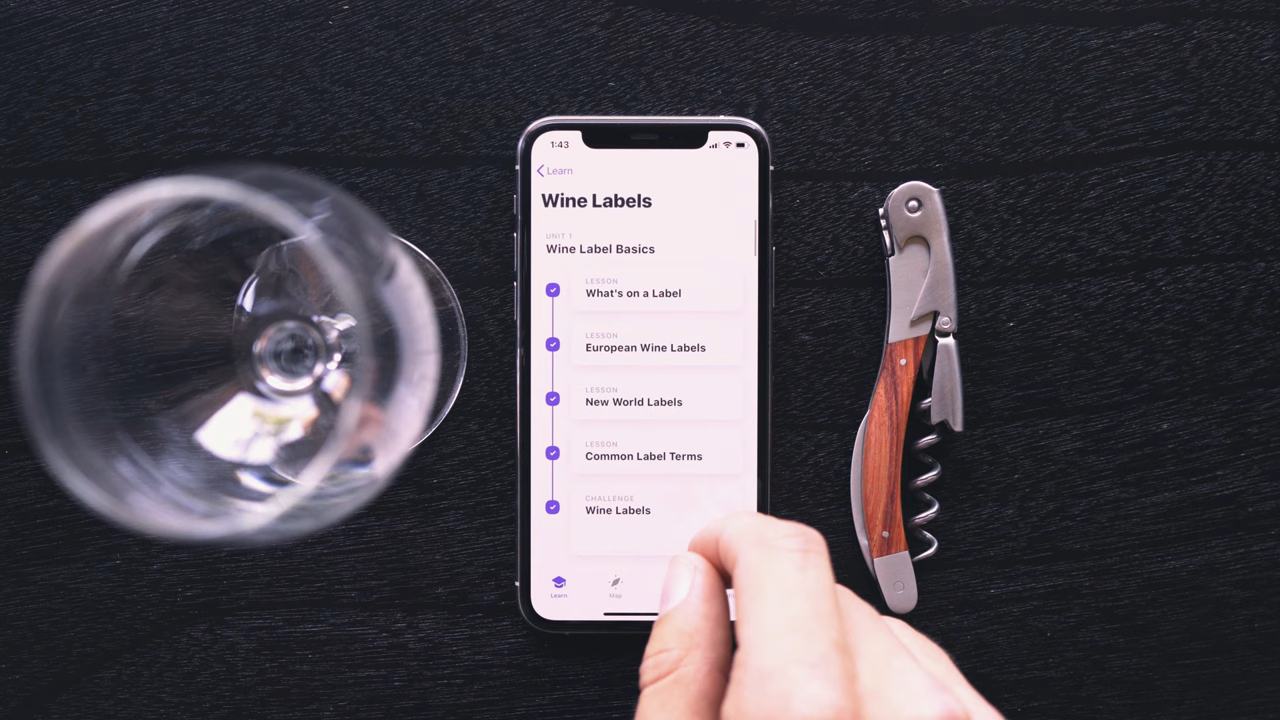 1:43
Learn
Wine Labels
UNIT 1
Wine Label Basics
LESSON
What's on a Label
LESSON
European Wine Labels
LESSON
New World Labels
LESSON
Common Label Terms
CHALLENGE
Wine Labels
Learn
Map